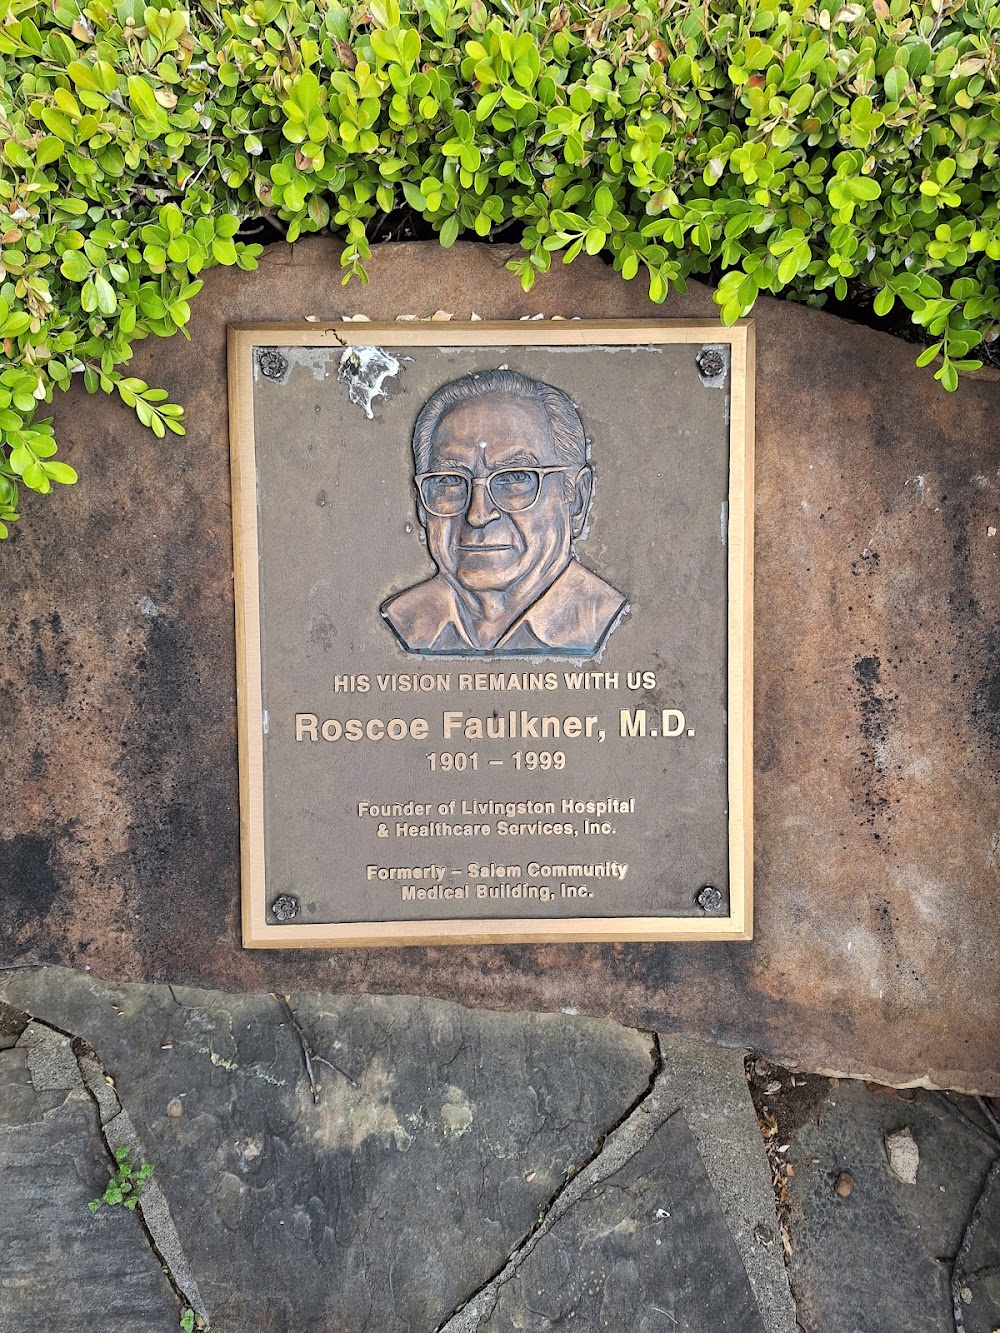 HIS VISION REMAINS WITH US
Roscoe Faulkner, M.D.
1901 – 1999
Founder of Livingston Hospital
& Healthcare Services, Inc.
Formerly – Salem Community
Medical Building, Inc.